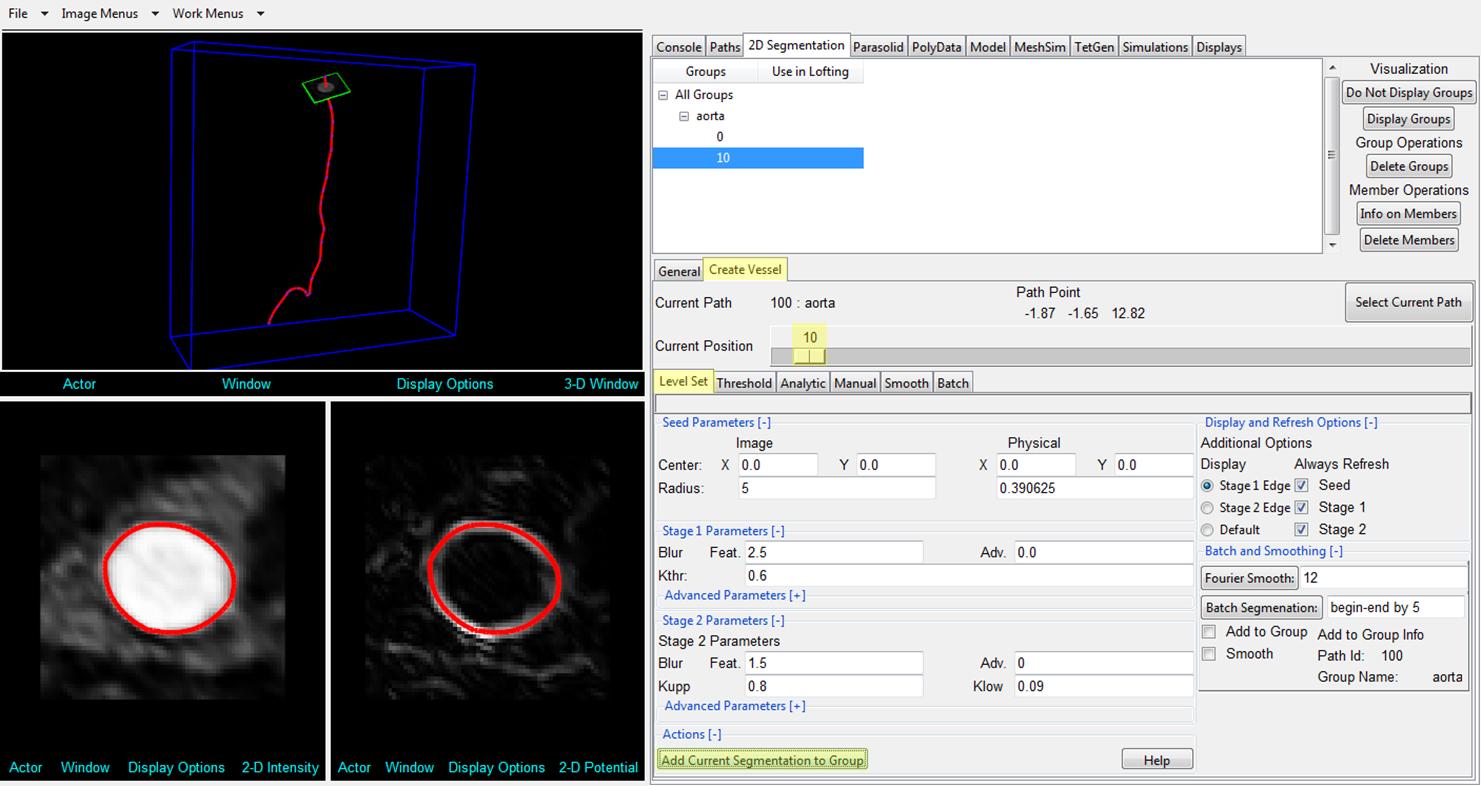 File Image Menus Work Menus
Console Paths 2D Segmentation Parasolid PolyData Model MeshSim TetGen Simulations Displays
Groups Use in Lofting
All Groups
aorta
0
10
Visualization
Do Not Display Groups
Display Groups
Group Operations
Delete Groups
Member Operations
Info on Members
Delete Members
Actor Window Display Options 3-D Window
General Create Vessel
Current Path 100 : aorta
Path Point
-1.87 -1.65 12.82
Select Current Path
Current Position 10
Level Set Threshold Analytic Manual Smooth Batch
Seed Parameters [-]
Image Physical
Center: X 0.0 Y 0.0 X 0.0 Y 0.0
Radius: 5 0.390625
Stage 1 Parameters [-]
Blur Feat. 2.5 Adv. 0.0
Kthr: 0.6
Advanced Parameters [+]
Stage 2 Parameters [-]
Stage 2 Parameters
Blur Feat. 1.5 Adv. 0
Kupp 0.8 Klow 0.09
Advanced Parameters [+]
Actions [-]
Add Current Segmentation to Group Help
Display and Refresh Options [-]
Additional Options
Display Always Refresh
Stage 1 Edge Seed
Stage 2 Edge Stage 1
Default Stage 2
Batch and Smoothing [-]
Fourier Smooth: 12
Batch Segmenation: begin-end by 5
Add to Group Add to Group Info
Smooth Path Id: 100
Group Name: aorta
Actor Window Display Options 2-D Intensity
Actor Window Display Options 2-D Potential